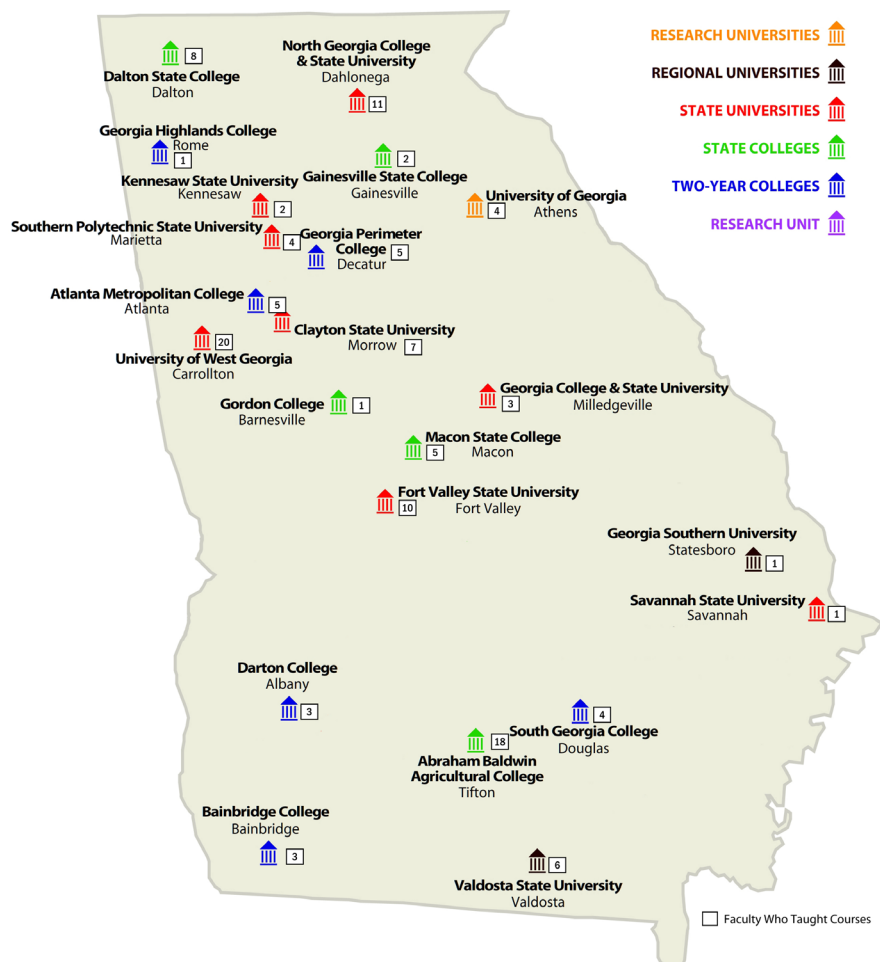 RESEARCH UNIVERSITIES
REGIONAL UNIVERSITIES
STATE UNIVERSITIES
STATE COLLEGES
TWO-YEAR COLLEGES
RESEARCH UNIT
8
Dalton State College
Dalton
North Georgia College
& State University
Dahlonega
11
Georgia Highlands College
Rome
1
2
Gainesville State College
Gainesville
Kennesaw State University
Kennesaw
2
University of Georgia
4
Athens
Southern Polytechnic State University
Marietta
4
Georgia Perimeter
College
5
Decatur
Atlanta Metropolitan College
5
Atlanta
Clayton State University
Morrow
7
20
University of West Georgia
Carrollton
Gordon College
1
Barnesville
Georgia College & State University
3
Milledgeville
Macon State College
5
Macon
Fort Valley State University
10
Fort Valley
Georgia Southern University
Statesboro
1
Savannah State University
Savannah
1
Darton College
Albany
3
4
South Georgia College
Douglas
18
Abraham Baldwin
Agricultural College
Tifton
Bainbridge College
Bainbridge
3
6
Valdosta State University
Valdosta
Faculty Who Taught Courses